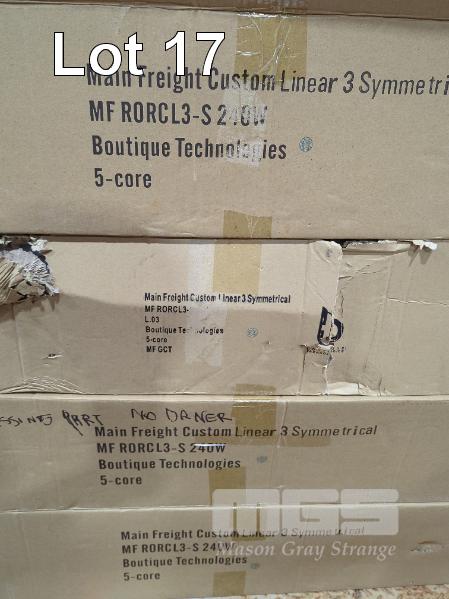 Lot 17
Main Freight Custom Linear 3 Symmetri
MF RORCL3-S 240W
Boutique Technologies
5-core
Main Freight Custom Linear 3 Symmetrical
MF RORCL3-
L.03
Boutique Technologies
5-core
MF GCT
PART NO DRNER
Main Freight Custom Linear 3 Symmetrical
MF RORCL3-S 240W
Boutique Technologies
5-core
MGS
Main Freight Custom Linear 3 Symmetrical
MF RORCL3-S 240W
Mason Gray Strange
Boutique Technologies
5-core